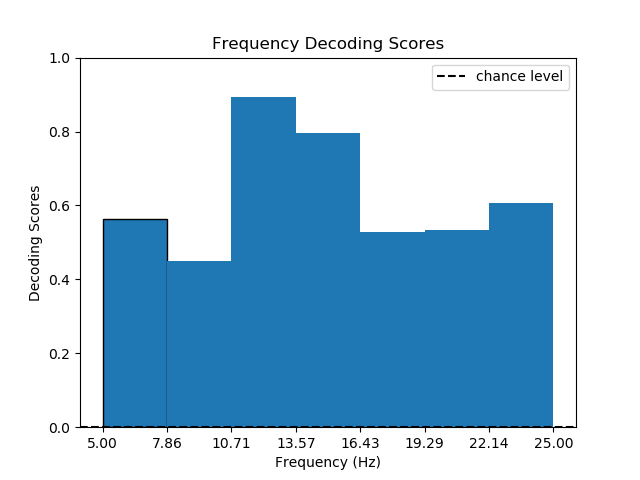 Frequency Decoding Scores
1.0
chance level
0.8
0.6
0.4
0.2
0.0
Decoding Scores
5.00 7.86 10.71 13.57 16.43 19.29 22.14 25.00
Frequency (Hz)